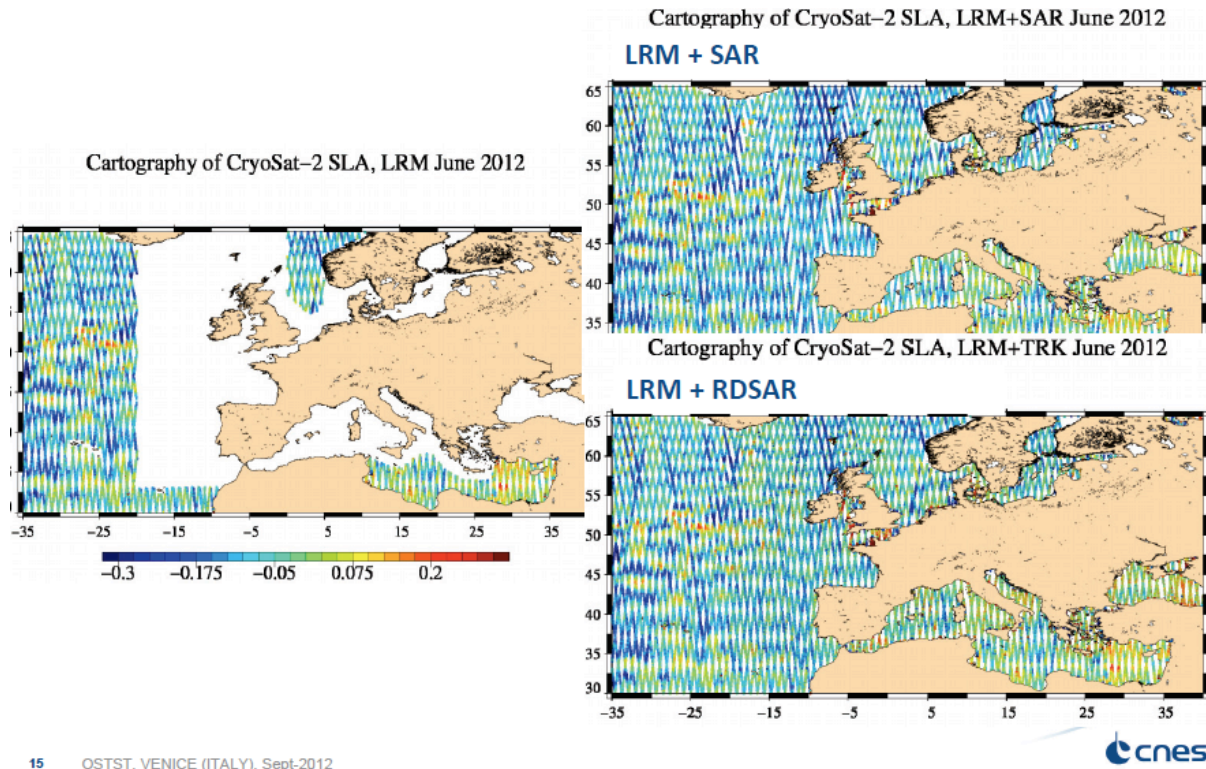 Cartography of CryoSat-2 SLA, LRM June 2012
-35 -25 -15 -5 5 15 25 35
-0.3 -0.175 -0.05 0.075 0.2
Cartography of CryoSat-2 SLA, LRM+SAR June 2012
LRM + SAR
65
60
55
50
45
40
35
Cartography of CryoSat-2 SLA, LRM+TRK June 2012
LRM + RDSAR
65
60
55
50
45
40
35
30
-35 -25 -15 -5 5 15 25 35
15 OSTST, VENICE (ITALY), Sept-2012
cnes